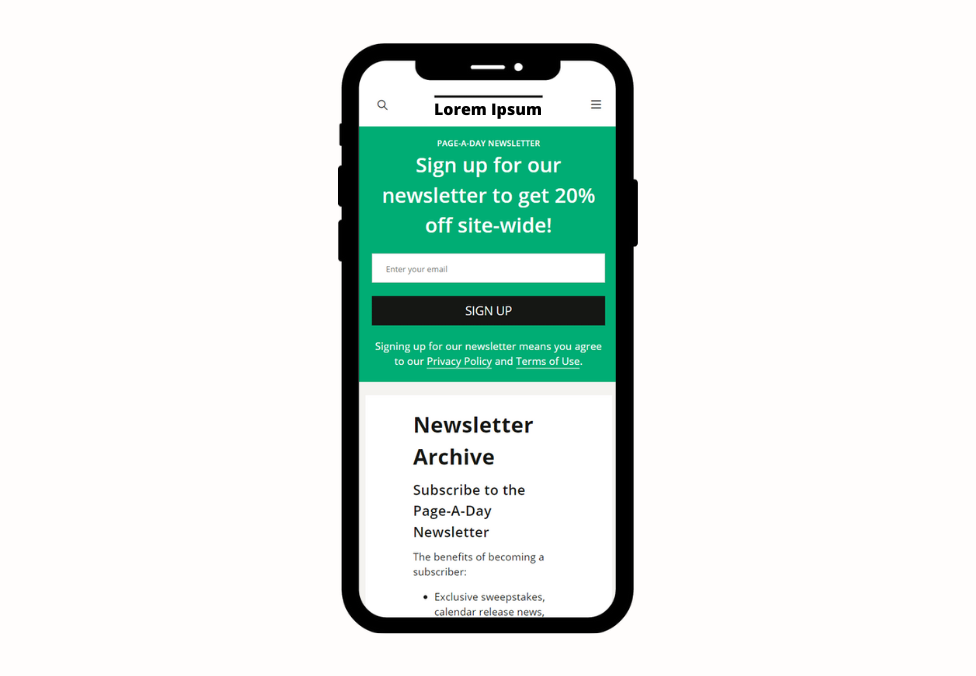 Lorem Ipsum
PAGE-A-DAY NEWSLETTER
Sign up for our
newsletter to get 20%
off site-wide!
Enter your email
SIGN UP
Signing up for our newsletter means you agree
to our Privacy Policy and Terms of Use.
Newsletter
Archive
Subscribe to the
Page-A-Day
Newsletter
The benefits of becoming a
subscriber:
• Exclusive sweepstakes,
calendar release news,